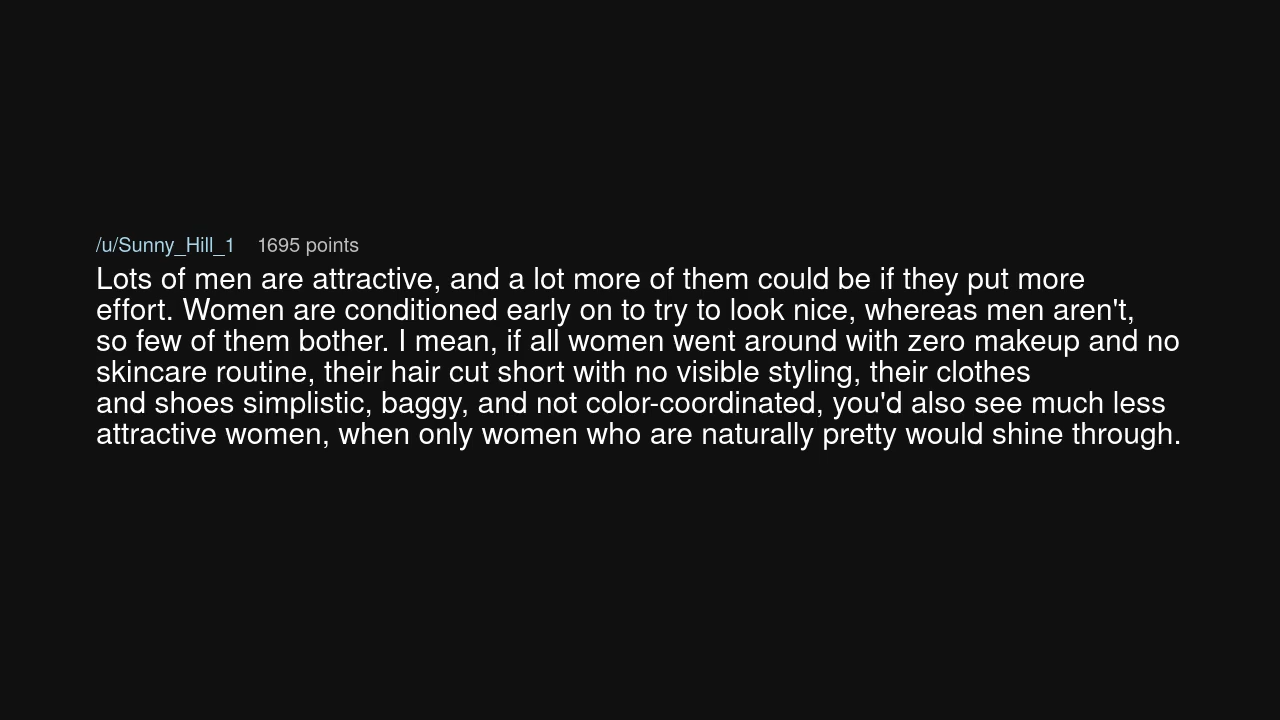 /u/Sunny_Hill_1 1695 points
Lots of men are attractive, and a lot more of them could be if they put more
effort. Women are conditioned early on to try to look nice, whereas men aren't,
so few of them bother. I mean, if all women went around with zero makeup and no
skincare routine, their hair cut short with no visible styling, their clothes
and shoes simplistic, baggy, and not color-coordinated, you'd also see much less
attractive women, when only women who are naturally pretty would shine through.